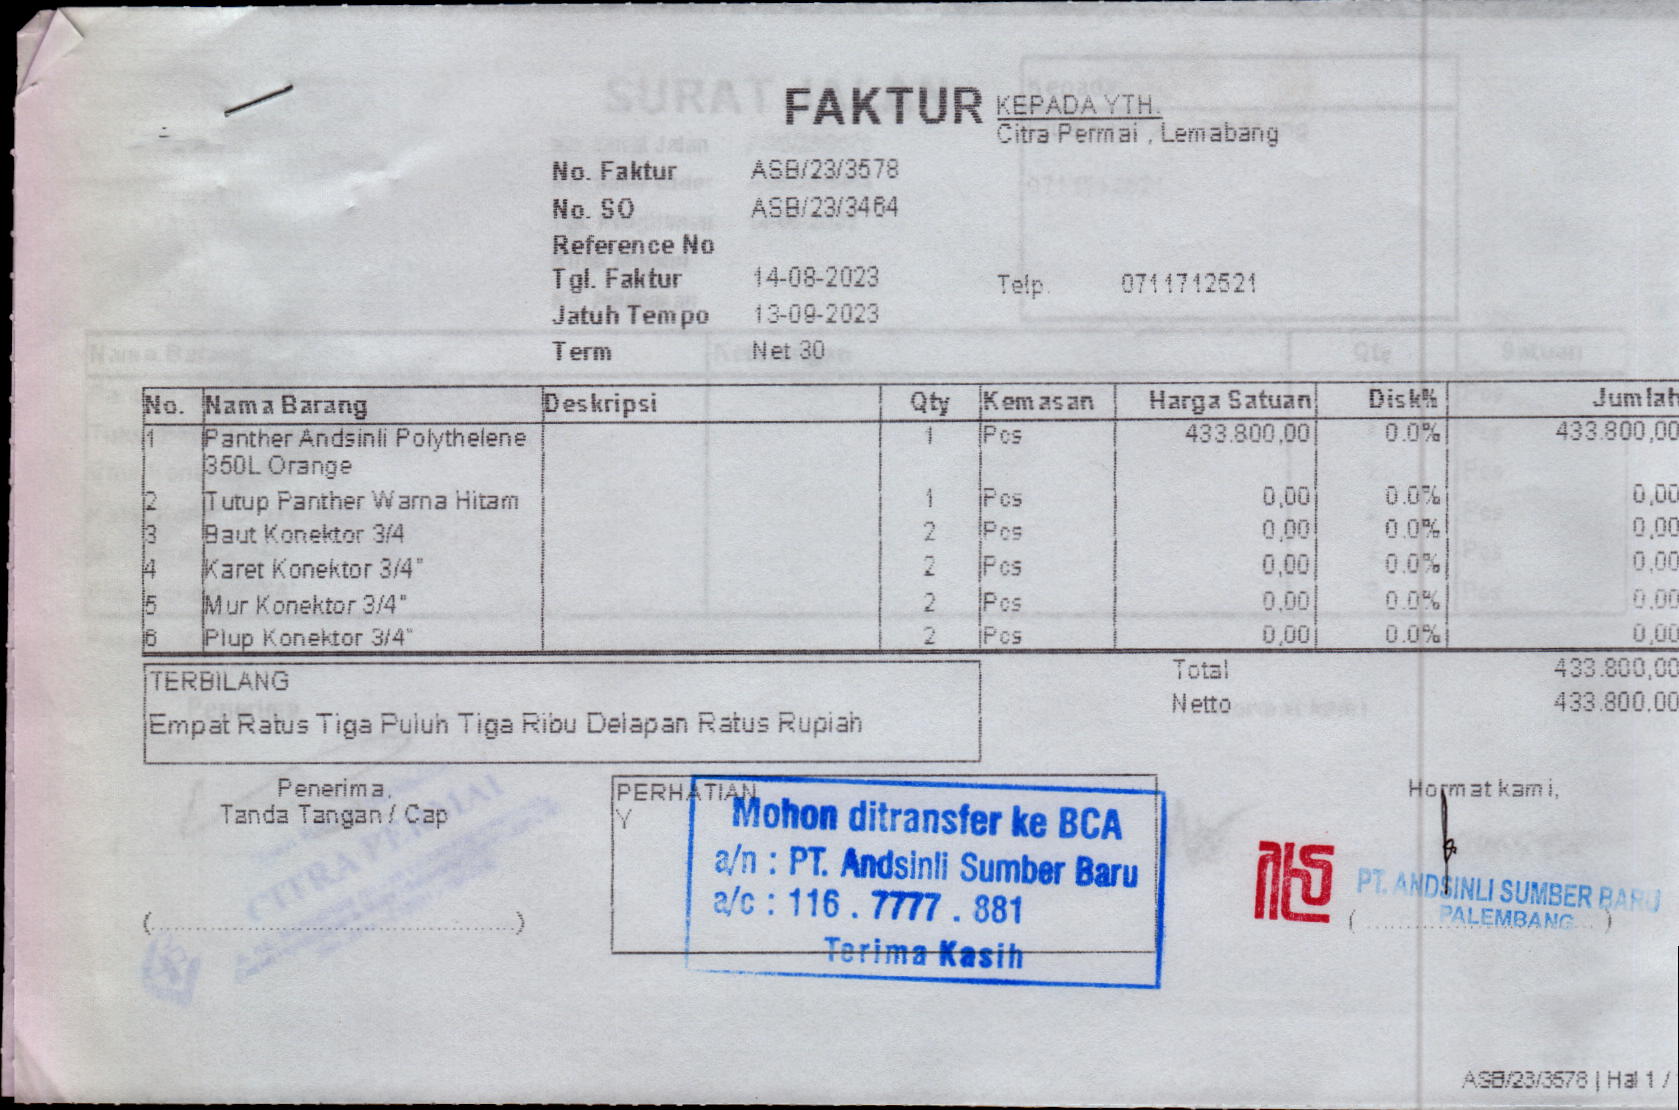 FAKTUR
KEPADA YTH.
Citra Permai , Lemabang
No. Faktur ASB/23/3578
No. SO ASB/23/3464
Reference No
Tgl. Faktur 14-08-2023
Telp. 0711712521
Jatuh Tempo 13-09-2023
Term Net 30
No. Nama Barang Deskripsi Qty Kemasan Harga Satuan Disk% Jumlah
1 Panther Andsinli Polythelene 1 Pcs 433.800,00 0.0% 433.800,00
350L Orange
2 Tutup Panther Warna Hitam 1 Pcs 0,00 0.0% 0,00
3 Baut Konektor 3/4 2 Pcs 0,00 0.0% 0,00
4 Karet Konektor 3/4" 2 Pcs 0,00 0.0% 0,00
5 Mur Konektor 3/4" 2 Pcs 0,00 0.0% 0,00
6 Plup Konektor 3/4" 2 Pcs 0,00 0.0% 0,00
Total 433.800,00
Netto 433.800,00
TERBILANG
Empat Ratus Tiga Puluh Tiga Ribu Delapan Ratus Rupiah
Penerima,
Tanda Tangan / Cap
CITRA PERMAI
(..............................)
PERHATIAN
Y
Mohon ditransfer ke BCA
a/n : PT. Andsinli Sumber Baru
a/c : 116 . 7777 . 881
Terima Kasih
Hormat kami,
PT. ANDSINLI SUMBER BARU
PALEMBANG
(..............................)
ASB/23/3578 | Hal 1 /